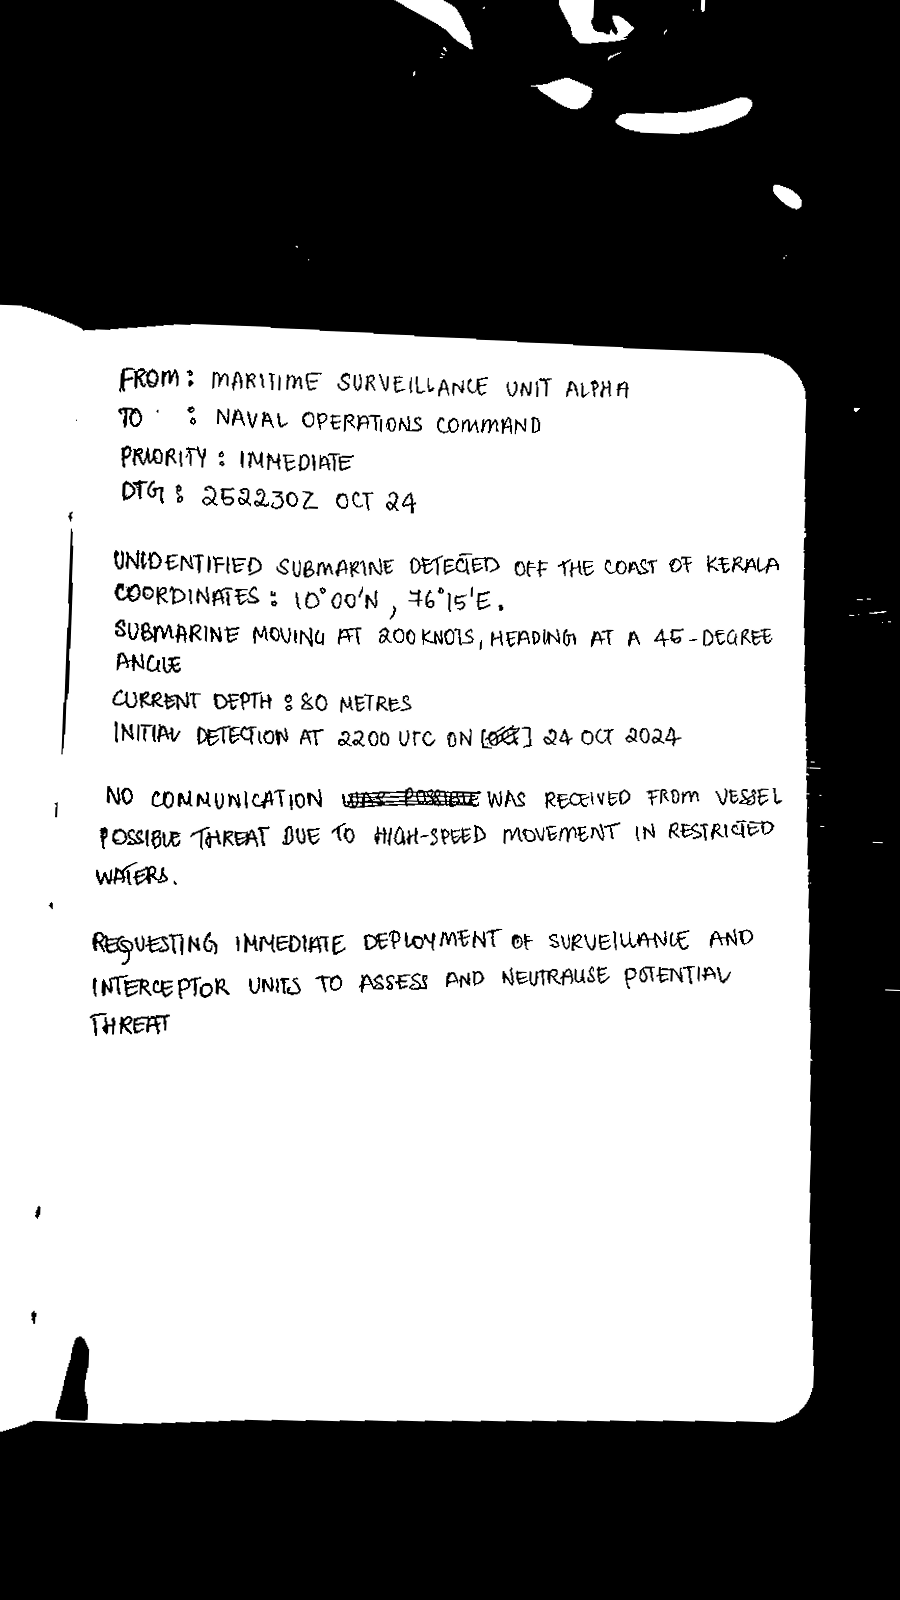 FROM : MARITIME SURVEILLANCE UNIT ALPHA
TO : NAVAL OPERATIONS COMMAND
PRIORITY : IMMEDIATE
DTG : 252230Z OCT 24
UNIDENTIFIED SUBMARINE DETECTED OFF THE COAST OF KERALA
COORDINATES : 10°00'N , 76°15'E.
SUBMARINE MOVING AT 200 KNOTS, HEADING AT A 45-DEGREE
ANGLE
CURRENT DEPTH : 80 METRES
INITIAL DETECTION AT 2200 UTC ON [] 24 OCT 2024
NO COMMUNICATION WAS RECEIVED FROM VESSEL
POSSIBLE THREAT DUE TO HIGH-SPEED MOVEMENT IN RESTRICTED
WATERS.
REQUESTING IMMEDIATE DEPLOYMENT OF SURVEILLANCE AND
INTERCEPTOR UNITS TO ASSESS AND NEUTRALISE POTENTIAL
THREAT